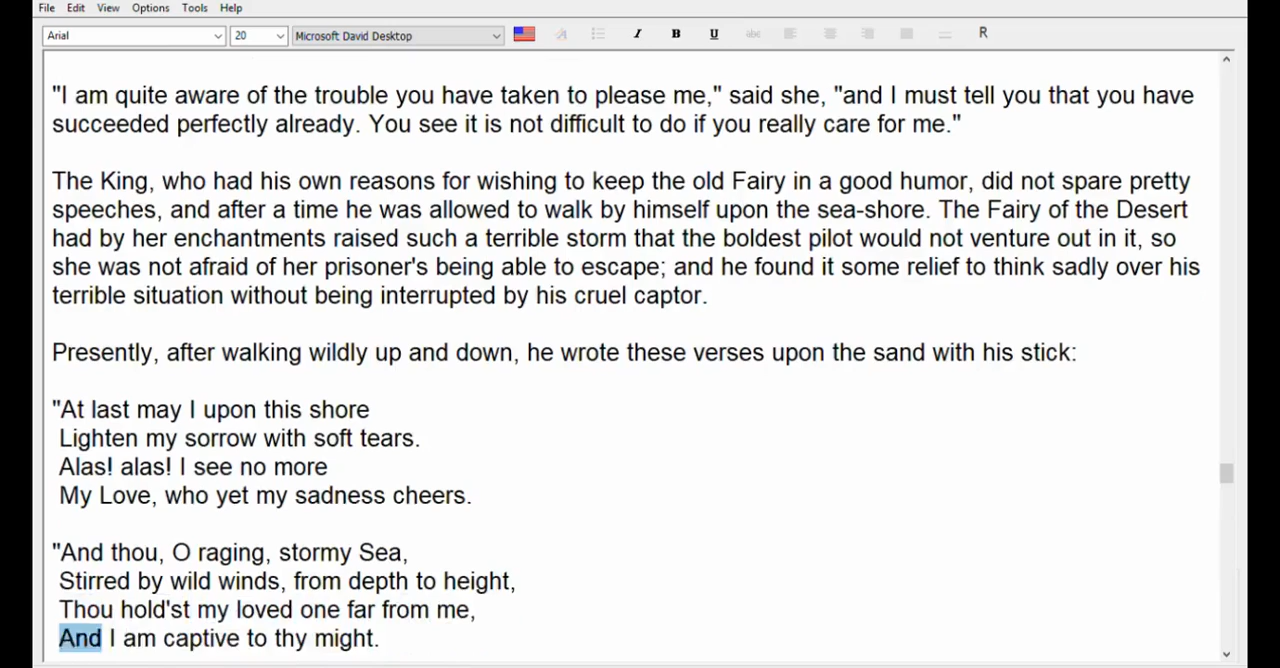 File Edit View Options Tools Help
Arial 20 Microsoft David Desktop I B U abc R
"I am quite aware of the trouble you have taken to please me," said she, "and I must tell you that you have
succeeded perfectly already. You see it is not difficult to do if you really care for me."
The King, who had his own reasons for wishing to keep the old Fairy in a good humor, did not spare pretty
speeches, and after a time he was allowed to walk by himself upon the sea-shore. The Fairy of the Desert
had by her enchantments raised such a terrible storm that the boldest pilot would not venture out in it, so
she was not afraid of her prisoner's being able to escape; and he found it some relief to think sadly over his
terrible situation without being interrupted by his cruel captor.
Presently, after walking wildly up and down, he wrote these verses upon the sand with his stick:
"At last may I upon this shore
Lighten my sorrow with soft tears.
Alas! alas! I see no more
My Love, who yet my sadness cheers.
"And thou, O raging, stormy Sea,
Stirred by wild winds, from depth to height,
Thou hold'st my loved one far from me,
And I am captive to thy might.